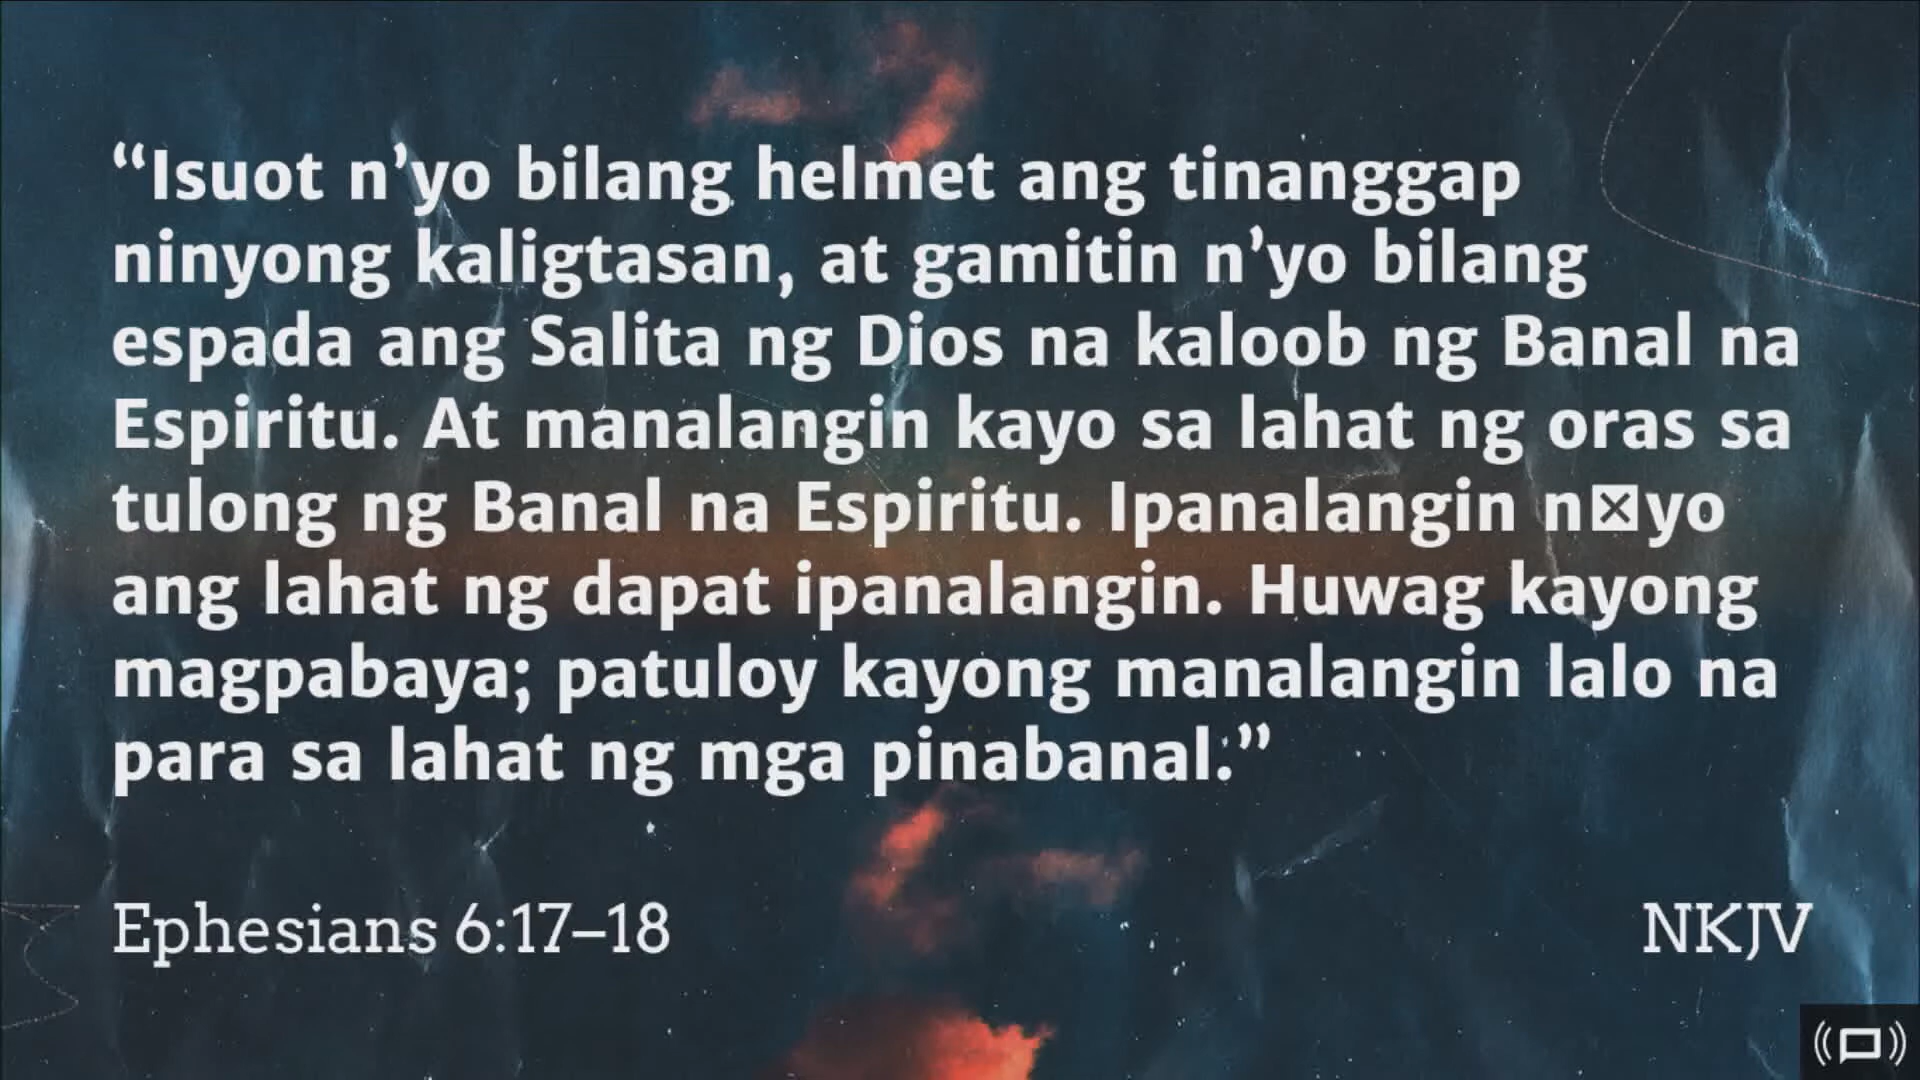 “Isuot n’yo bilang helmet ang tinanggap
ninyong kaligtasan, at gamitin n’yo bilang
espada ang Salita ng Dios na kaloob ng Banal na
Espiritu. At manalangin kayo sa lahat ng oras sa
tulong ng Banal na Espiritu. Ipanalangin n☒yo
ang lahat ng dapat ipanalangin. Huwag kayong
magpabaya; patuloy kayong manalangin lalo na
para sa lahat ng mga pinabanal.”
Ephesians 6:17–18
NKJV